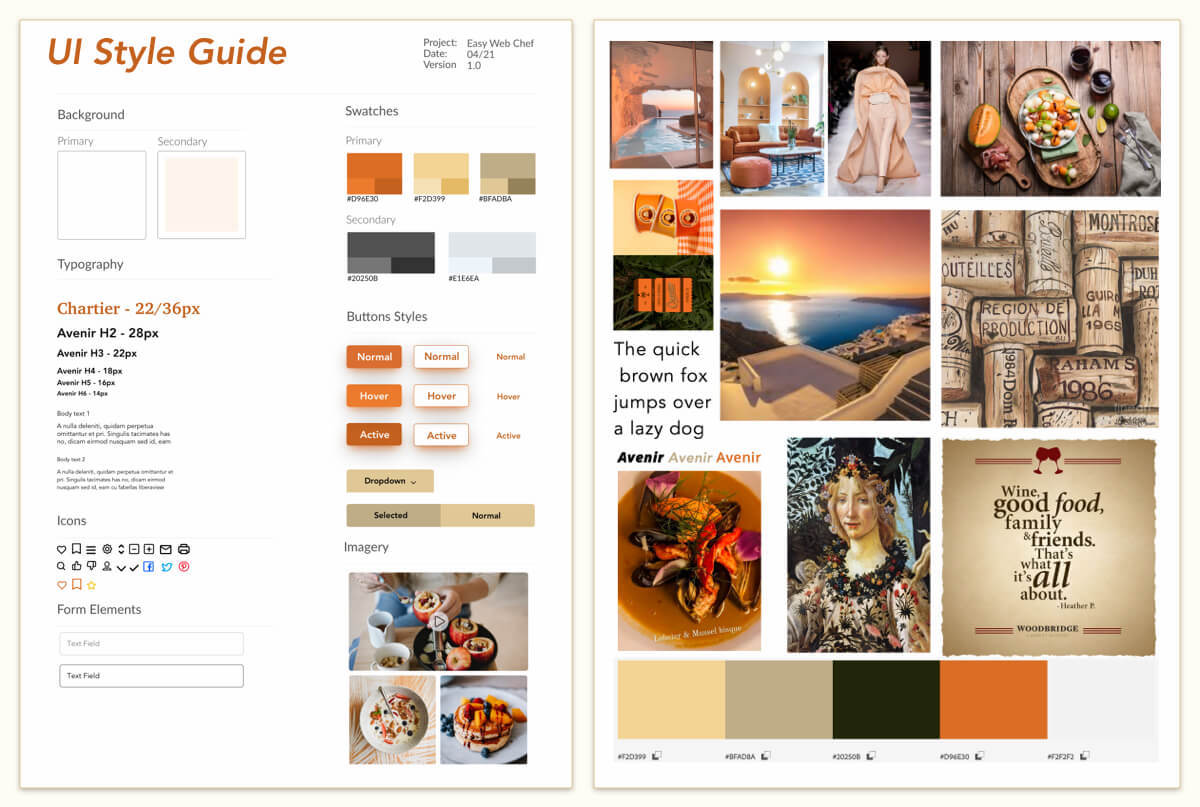 UI Style Guide
Project: Easy Web Chef
Date: 04/21
Version 1.0
Background
Primary
Secondary
Typography
Chartier - 22/36px
Avenir H2 - 28px
Avenir H3 - 22px
Avenir H4 - 18px
Avenir H5 - 16px
Avenir H6 - 14px
Body text 1
A nulla deleniti, quidam perpetua
omittantur et pri. Singulis tacimates has
no, dicam eirmod nusquam sed id, eam
Body text 2
A nulla deleniti, quidam perpetua omittantur et
pri. Singulis tacimates has no, dicam eirmod
nusquam sed id, eam cu fabellas liberavisse
Icons
Form Elements
Text Field
Text Field
Swatches
Primary
#D96E30
#F2D399
#BFADBA
Secondary
#20250B
#E1E6EA
Buttons Styles
Normal Normal Normal
Hover Hover Hover
Active Active Active
Dropdown
Selected Normal
Imagery
The quick
brown fox
jumps over
a lazy dog
Avenir Avenir Avenir
MONTROSE
OUTEILLES
DUH
REGION DE
PRODUCTION
GUIRO
LLA M
1965
1984 Dom
RAHAM'S
1986
Lobster & Mussel bisque
Wine,
good food,
family
& friends.
That's
what
it's all
about.
- Heather P.
WOODBRIDGE
#F2D399
#BFAD8A
#20250B
#D96E30
#F2F2F2